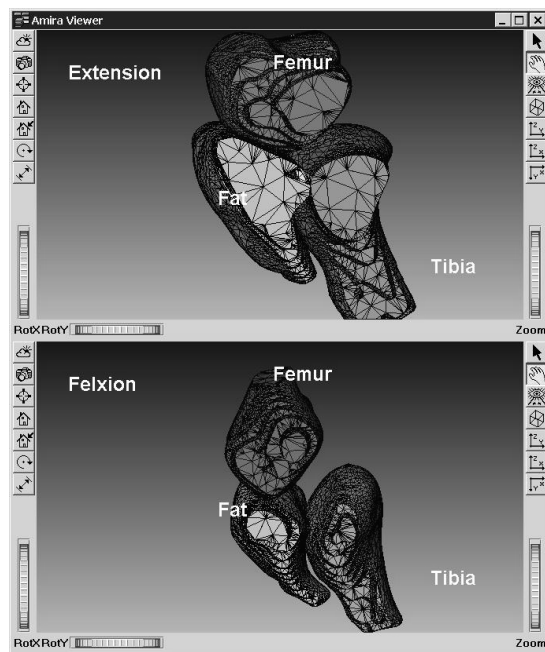 Amira Viewer
Extension
Femur
Fat
Tibia
RotX RotY
Zoom
Felxion
Femur
Fat
Tibia
RotX RotY
Zoom